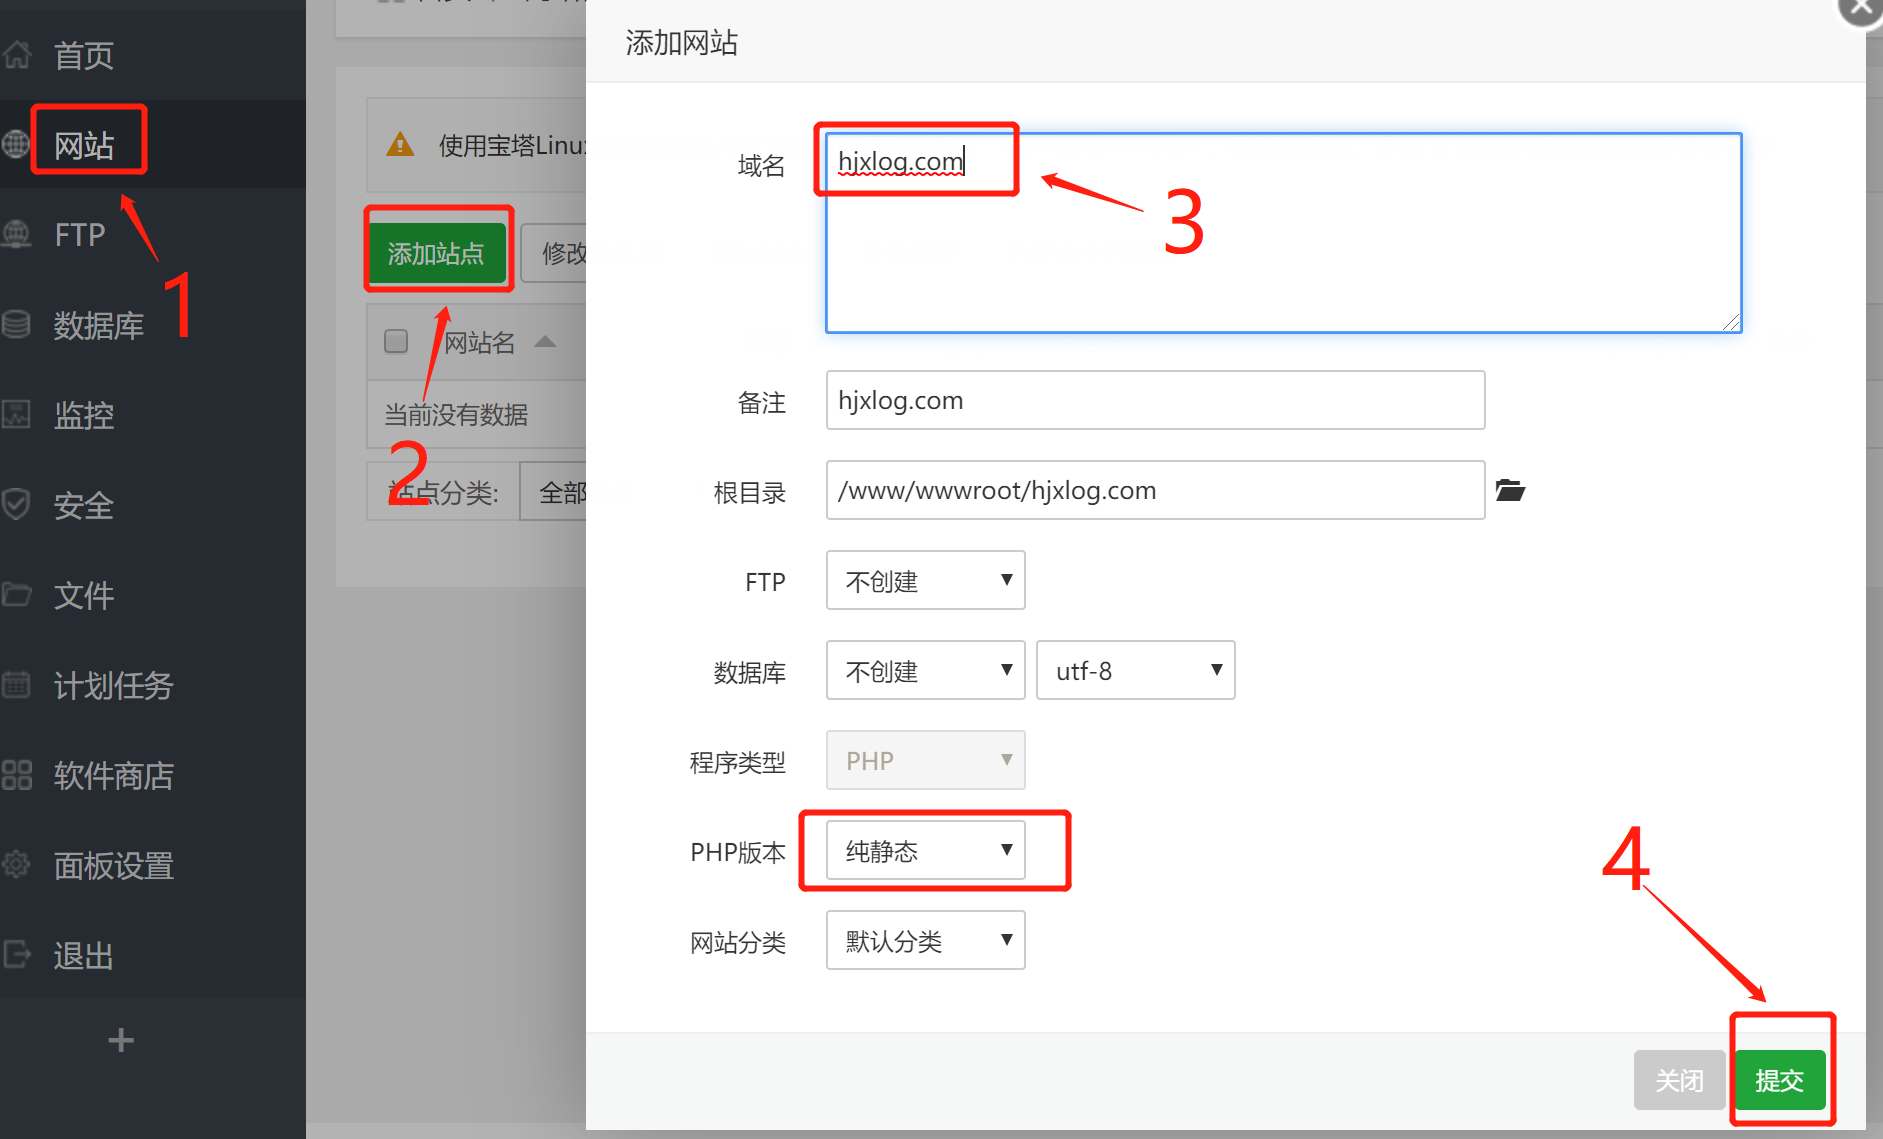 首页
网站
FTP
数据库
监控
安全
文件
计划任务
软件商店
面板设置
退出
+
1
使用宝塔Linux
添加站点
修改
网站名
当前没有数据
2
站点分类:
全部
添加网站
域名
hjxlog.com
3
备注
hjxlog.com
根目录
/www/wwwroot/hjxlog.com
FTP
不创建
数据库
不创建
utf-8
程序类型
PHP
PHP版本
纯静态
网站分类
默认分类
4
关闭
提交